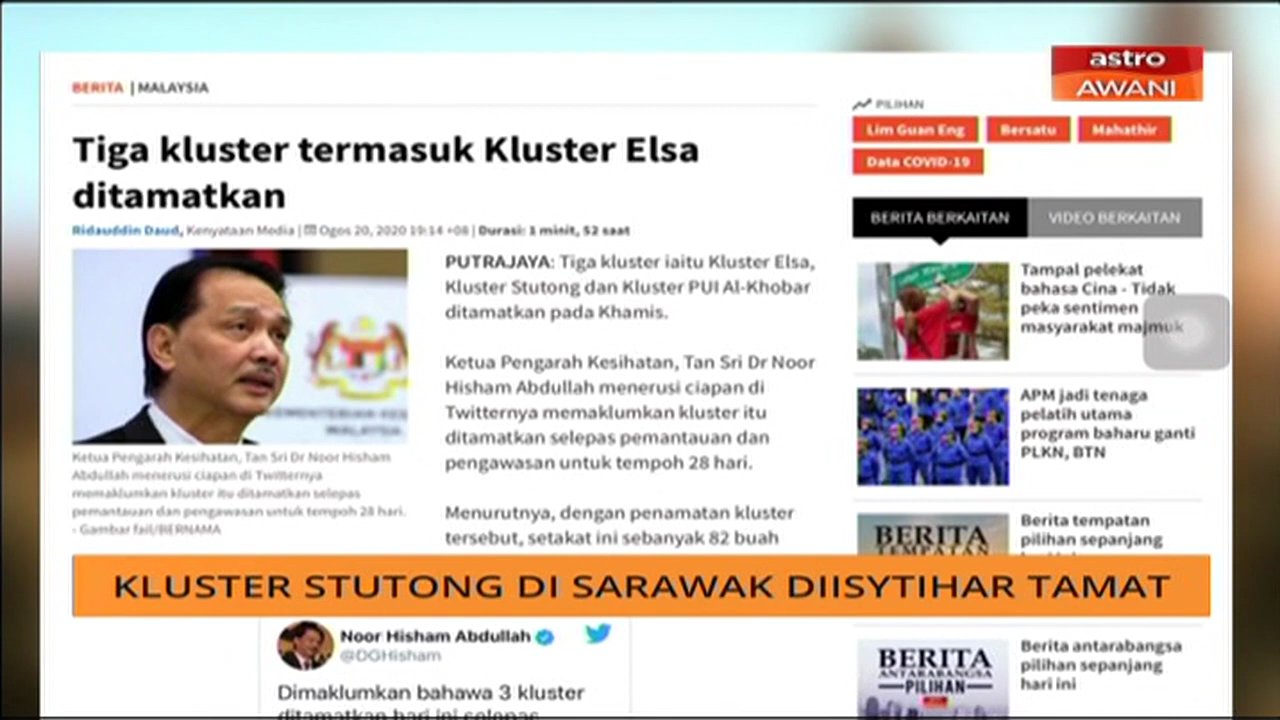 astro
AWANI
BERITA | MALAYSIA
Tiga kluster termasuk Kluster Elsa
ditamatkan
Ridauddin Daud, Kenyataan Media | Ogos 20, 2020 19:14 +08 | Durasi: 1 minit, 52 saat
KEMENTERIAN KES
MALAYSIA
Ketua Pengarah Kesihatan, Tan Sri Dr Noor Hisham
Abdullah menerusi ciapan di Twitternya
memaklumkan kluster itu ditamatkan selepas
pemantauan dan pengawasan untuk tempoh 28 hari.
- Gambar fail/BERNAMA
PUTRAJAYA: Tiga kluster iaitu Kluster Elsa,
Kluster Stutong dan Kluster PUI Al-Khobar
ditamatkan pada Khamis.
Ketua Pengarah Kesihatan, Tan Sri Dr Noor
Hisham Abdullah menerusi ciapan di
Twitternya memaklumkan kluster itu
ditamatkan selepas pemantauan dan
pengawasan untuk tempoh 28 hari.
Menurutnya, dengan penamatan kluster
tersebut, setakat ini sebanyak 82 buah
PILIHAN
Lim Guan Eng
Bersatu
Mahathir
Data COVID-19
BERITA BERKAITAN
VIDEO BERKAITAN
Tampal pelekat
bahasa Cina - Tidak
peka sentimen
masyarakat majmuk
APM jadi tenaga
pelatih utama
program baharu ganti
PLKN, BTN
BERITA
TEMPATAN
Berita tempatan
pilihan sepanjang
KLUSTER STUTONG DI SARAWAK DIISYTIHAR TAMAT
Noor Hisham Abdullah
@DGHisham
Dimaklumkan bahawa 3 kluster
ditamatkan hari ini selepas
BERITA
ANTARABANGSA
PILIHAN
Berita antarabangsa
pilihan sepanjang
hari ini